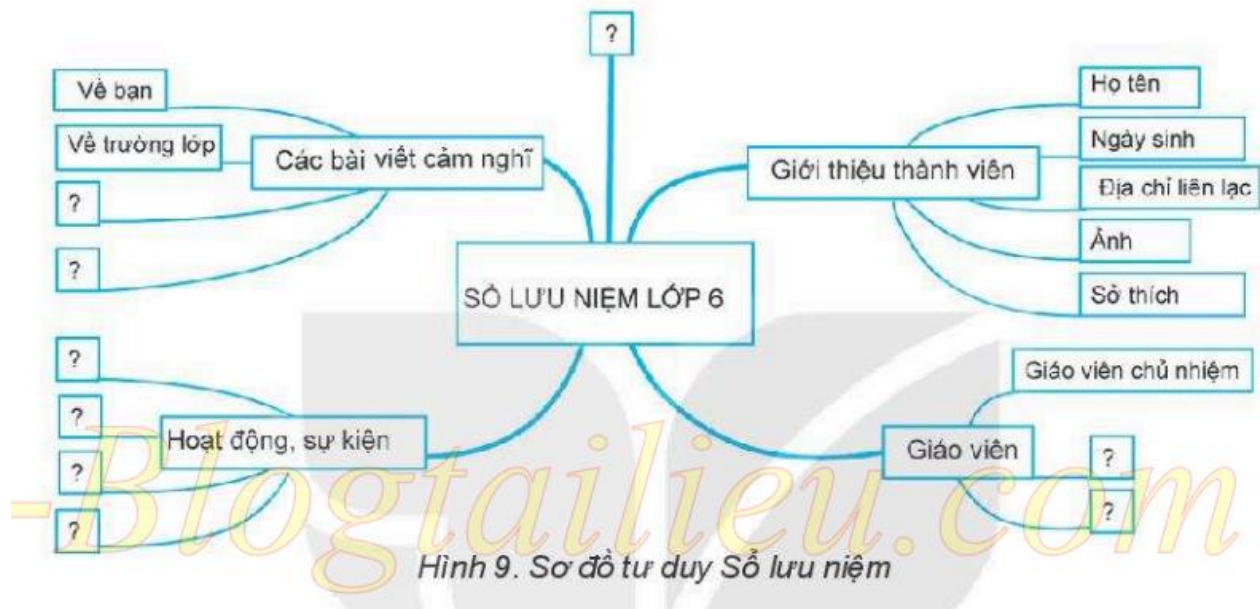 ?
Về bạn
Về trường lớp
?
?
Các bài viết cảm nghĩ
Giới thiệu thành viên
Họ tên
Ngày sinh
Địa chỉ liên lạc
Ảnh
Sở thích
SỔ LƯU NIỆM LỚP 6
?
?
?
?
Hoạt động, sự kiện
Giáo viên
Giáo viên chủ nhiệm
?
?
-Blogtailieu.com
Hình 9. Sơ đồ tư duy Sổ lưu niệm